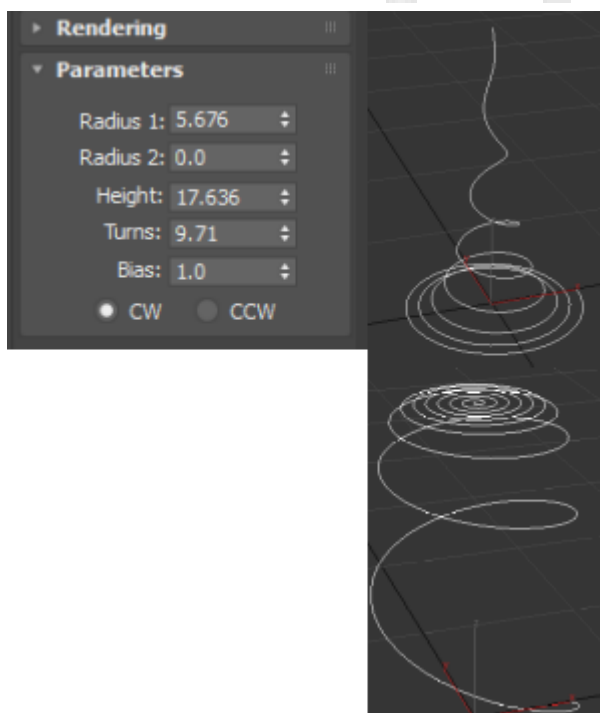 Rendering
Parameters
Radius 1: 5.676
Radius 2: 0.0
Height: 17.636
Turns: 9.71
Bias: 1.0
CW CCW